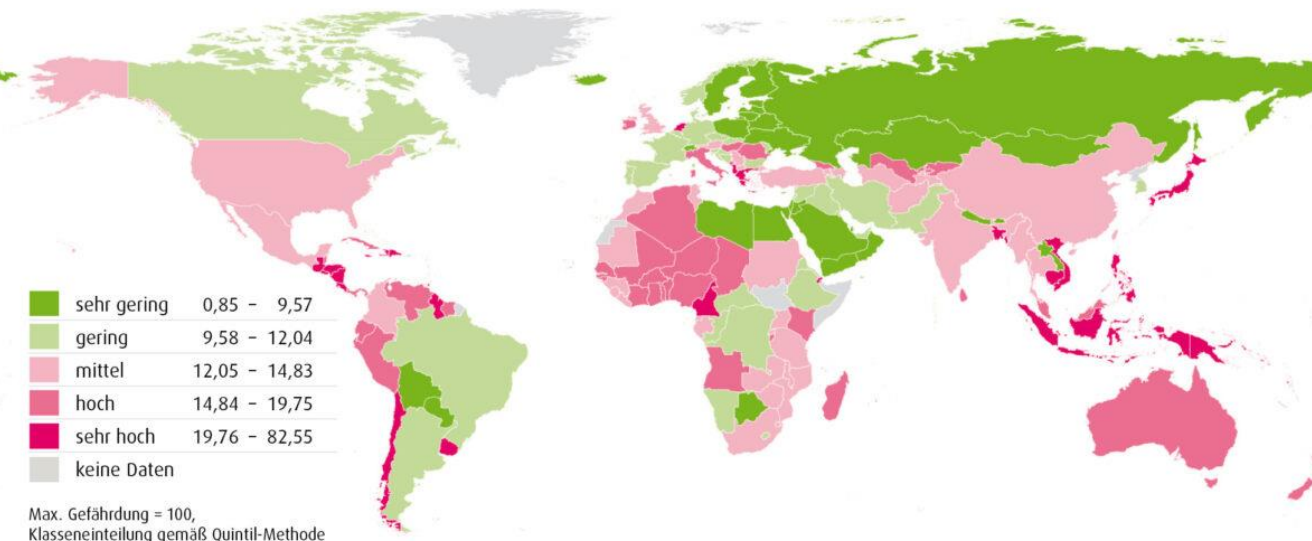 sehr gering 0,85 – 9,57
gering 9,58 – 12,04
mittel 12,05 – 14,83
hoch 14,84 – 19,75
sehr hoch 19,76 – 82,55
keine Daten
Max. Gefährdung = 100,
Klasseneinteilung gemäß Quintil-Methode